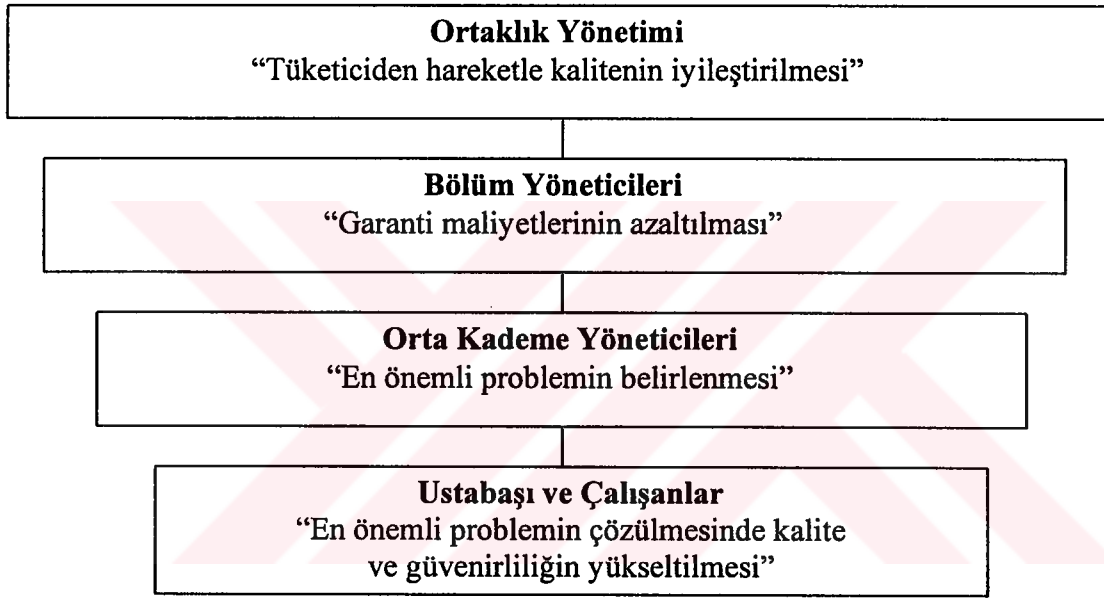 Ortaklık Yönetimi
“Tüketiciden hareketle kalitenin iyileştirilmesi”
Bölüm Yöneticileri
“Garanti maliyetlerinin azaltılması”
Orta Kademe Yöneticileri
“En önemli problemin belirlenmesi”
Ustabaşı ve Çalışanlar
“En önemli problemin çözülmesinde kalite
ve güvenirliliğin yükseltilmesi”